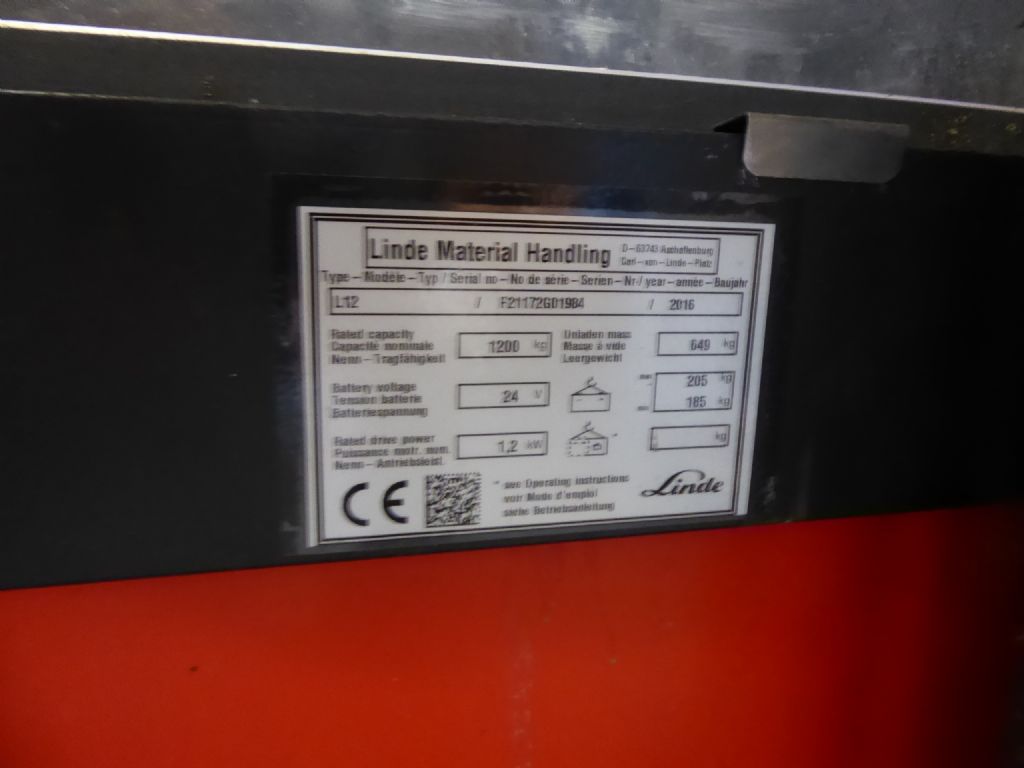 Linde Material Handling
D-63743 Aschaffenburg
Carl-von-Linde-Platz
Type-Modèle-Typ / Serial no-No de série-Serien-Nr / year-année-Baujahr
L12 / F21172G01984 / 2016
Rated capacity
Capacité nominale
Nenn-Tragfähigkeit
1200 kg
Unladen mass
Masse à vide
Leergewicht
649 kg
Battery voltage
Tension batterie
Batteriespannung
24 V
max 205 kg
min 185 kg
Rated drive power
Puissance motr. nom.
Nenn-Antriebsleist.
1,2 kW
* kg
CE
* see Operating instructions
voir Mode d'emploi
siehe Betriebsanleitung
Linde